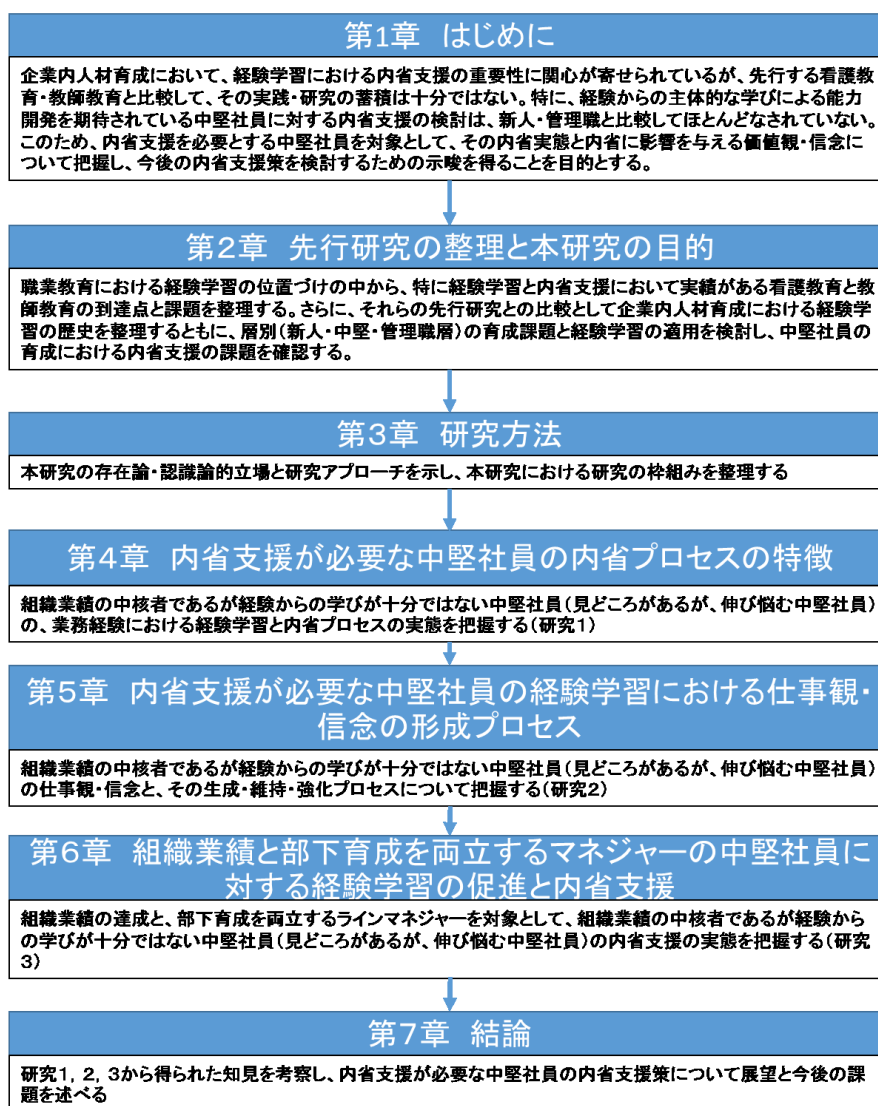 第1章 はじめに
企業内人材育成において、経験学習における内省支援の重要性に関心が寄せられているが、先行する看護教
育・教師教育と比較して、その実践・研究の蓄積は十分ではない。特に、経験からの主体的な学びによる能力
開発を期待されている中堅社員に対する内省支援の検討は、新人・管理職と比較してほとんどなされていない。
このため、内省支援を必要とする中堅社員を対象として、その内省実態と内省に影響を与える価値観・信念に
ついて把握し、今後の内省支援策を検討するための示唆を得ることを目的とする。
第2章 先行研究の整理と本研究の目的
職業教育における経験学習の位置づけの中から、特に経験学習と内省支援において実績がある看護教育と教
師教育の到達点と課題を整理する。さらに、それらの先行研究との比較として企業内人材育成における経験学
習の歴史を整理するともに、層別(新人・中堅・管理職層)の育成課題と経験学習の適用を検討し、中堅社員の
育成における内省支援の課題を確認する。
第3章 研究方法
本研究の存在論・認識論的立場と研究アプローチを示し、本研究における研究の枠組みを整理する
第4章 内省支援が必要な中堅社員の内省プロセスの特徴
組織業績の中核者であるが経験からの学びが十分ではない中堅社員(見どころがあるが、伸び悩む中堅社員)
の、業務経験における経験学習と内省プロセスの実態を把握する(研究1)
第5章 内省支援が必要な中堅社員の経験学習における仕事観・
信念の形成プロセス
組織業績の中核者であるが経験からの学びが十分ではない中堅社員(見どころがあるが、伸び悩む中堅社員)
の仕事観・信念と、その生成・維持・強化プロセスについて把握する(研究2)
第6章 組織業績と部下育成を両立するマネジャーの中堅社員に
対する経験学習の促進と内省支援
組織業績の達成と、部下育成を両立するラインマネジャーを対象として、組織業績の中核者であるが経験から
の学びが十分ではない中堅社員(見どころがあるが、伸び悩む中堅社員)の内省支援の実態を把握する(研究
3)
第7章 結論
研究1, 2, 3から得られた知見を考察し、内省支援が必要な中堅社員の内省支援策について展望と今後の課
題を述べる